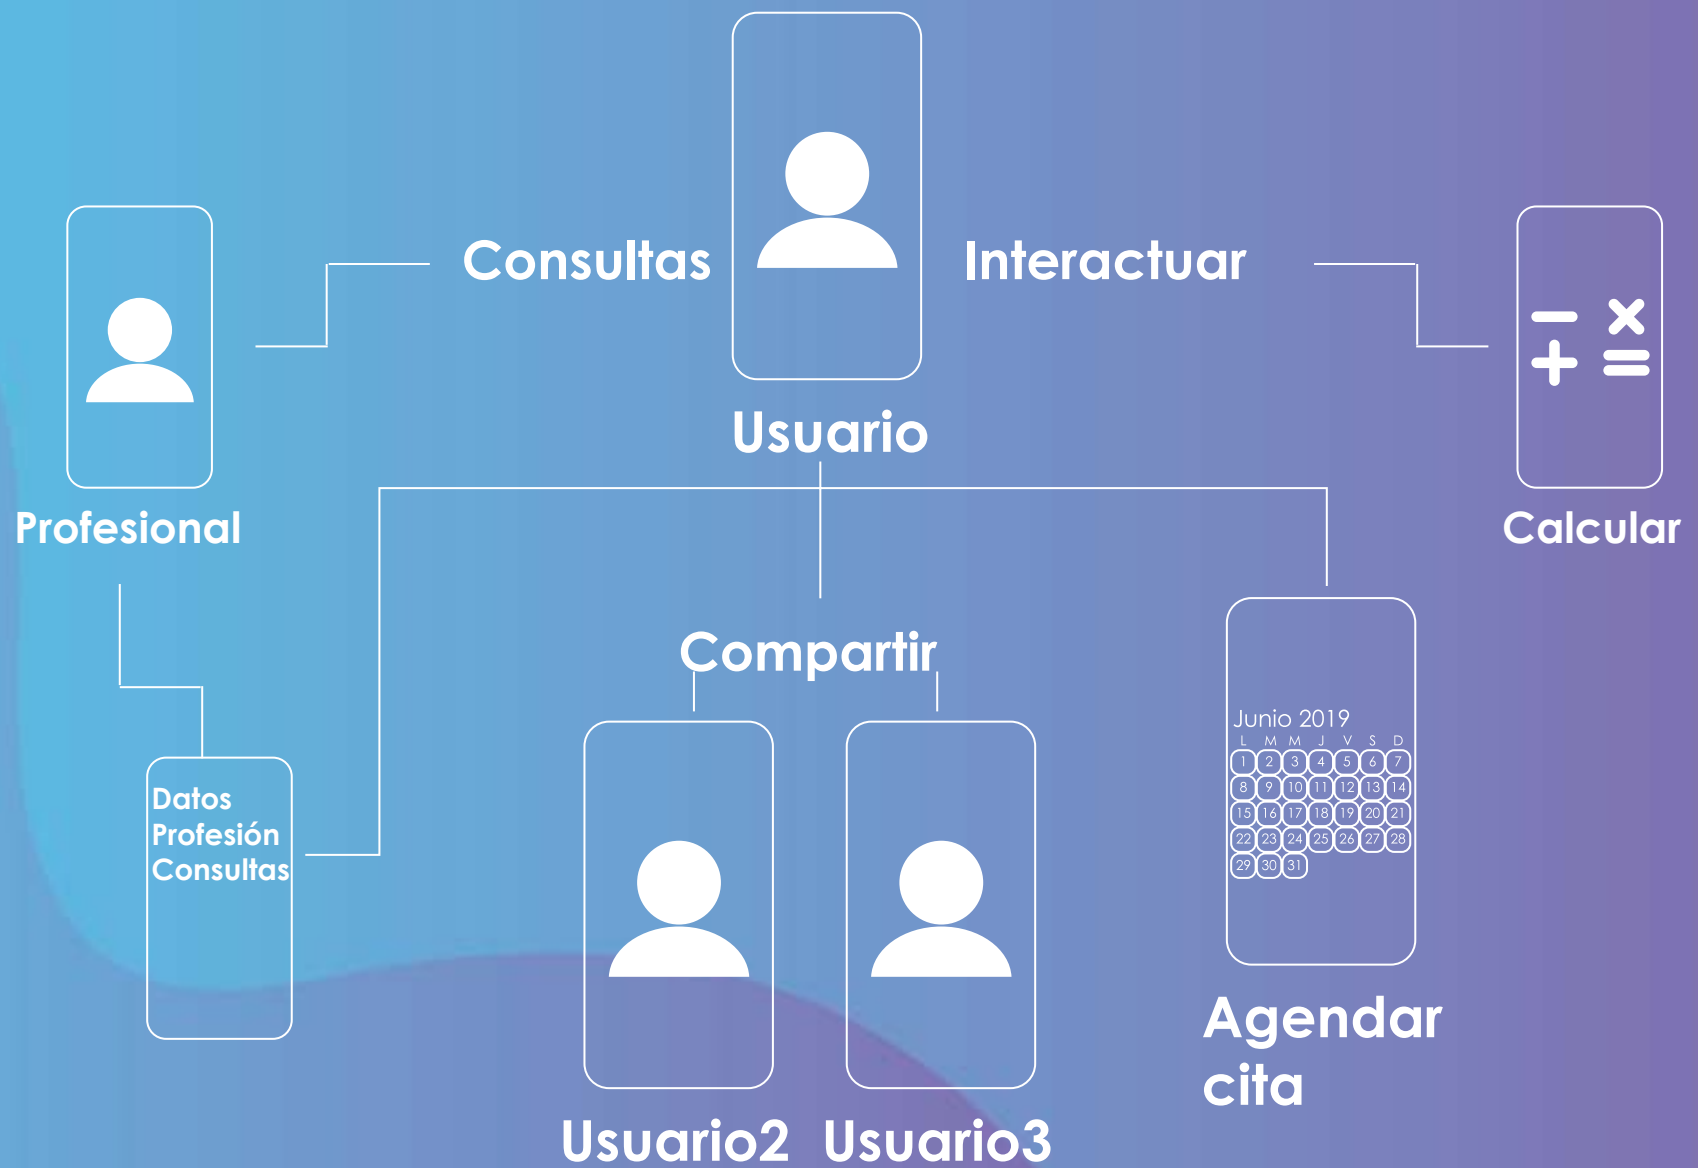 Consultas
Interactuar
Usuario
Profesional
Calcular
Compartir
Datos
Profesión
Consultas
Junio 2019
L M M J V S D
1 2 3 4 5 6 7
8 9 10 11 12 13 14
15 16 17 18 19 20 21
22 23 24 25 26 27 28
29 30 31
Agendar
cita
Usuario2
Usuario3